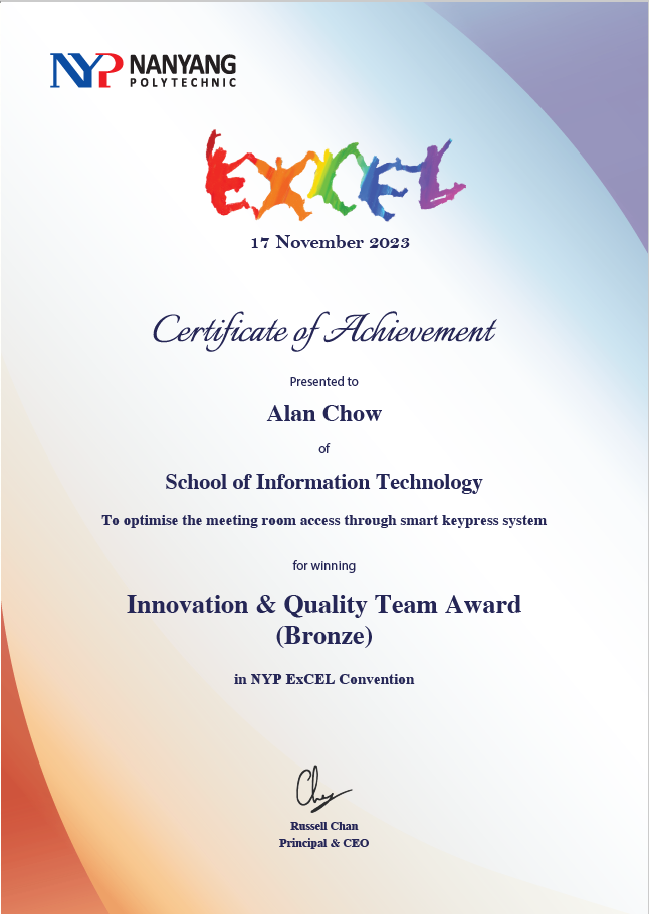 NYP NANYANG
POLYTECHNIC
EXCEL
17 November 2023
Certificate of Achievement
Presented to
Alan Chow
of
School of Information Technology
To optimise the meeting room access through smart keypress system
for winning
Innovation & Quality Team Award
(Bronze)
in NYP ExCEL Convention
Russell Chan
Principal & CEO